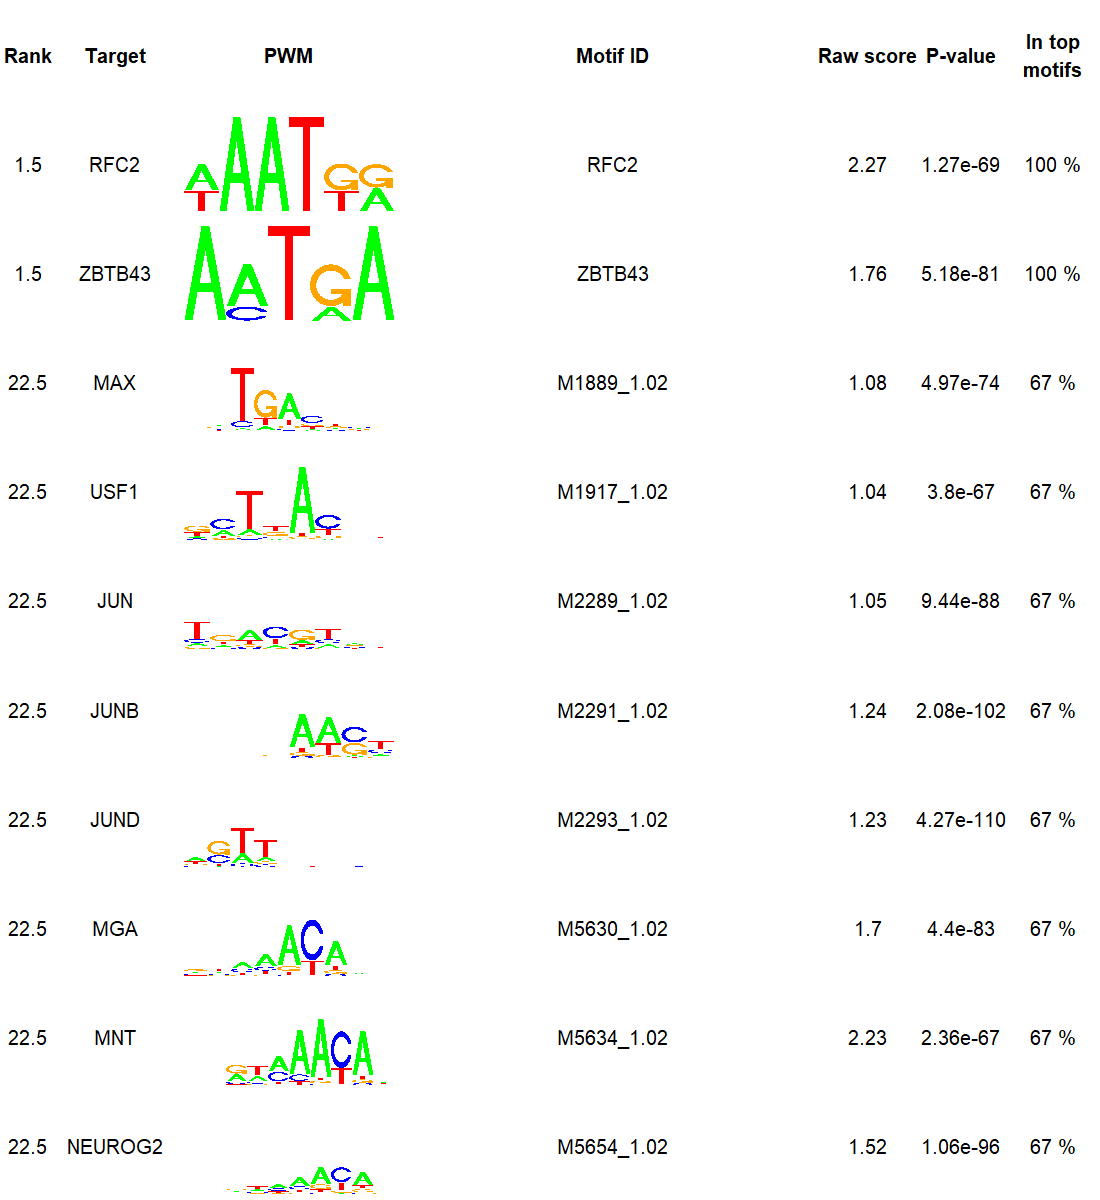 Rank Target PWM Motif ID Raw score P-value In top motifs
1.5 RFC2 RFC2 2.27 1.27e-69 100 %
1.5 ZBTB43 ZBTB43 1.76 5.18e-81 100 %
22.5 MAX M1889_1.02 1.08 4.97e-74 67 %
22.5 USF1 M1917_1.02 1.04 3.8e-67 67 %
22.5 JUN M2289_1.02 1.05 9.44e-88 67 %
22.5 JUNB M2291_1.02 1.24 2.08e-102 67 %
22.5 JUND M2293_1.02 1.23 4.27e-110 67 %
22.5 MGA M5630_1.02 1.7 4.4e-83 67 %
22.5 MNT M5634_1.02 2.23 2.36e-67 67 %
22.5 NEUROG2 M5654_1.02 1.52 1.06e-96 67 %